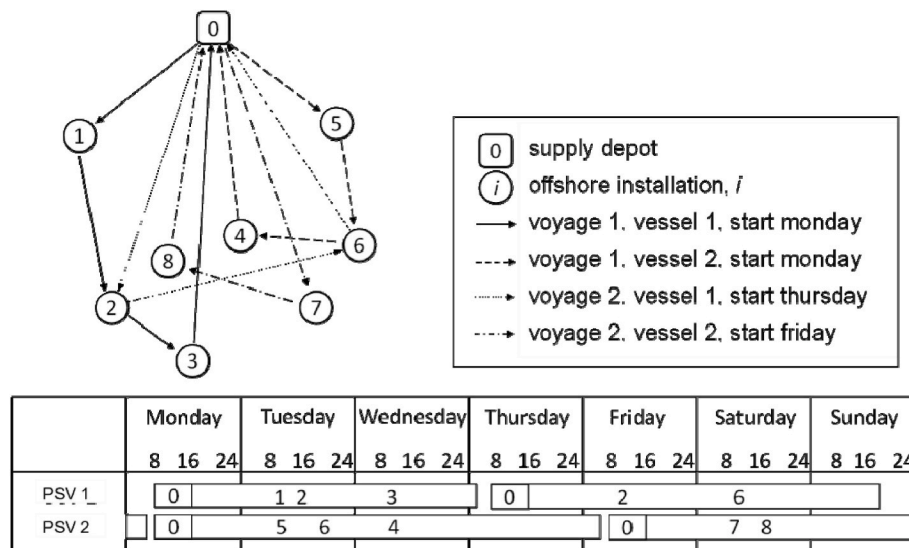 0
1
5
4
6
8
2
7
3
0 supply depot
i offshore installation, i
voyage 1, vessel 1, start monday
voyage 1, vessel 2, start monday
voyage 2, vessel 1, start thursday
voyage 2, vessel 2, start friday
Monday Tuesday Wednesday Thursday Friday Saturday Sunday
8 16 24 8 16 24 8 16 24 8 16 24 8 16 24 8 16 24 8 16 24
PSV 1 0 1 2 3 0 2 6
PSV 2 0 5 6 4 0 7 8